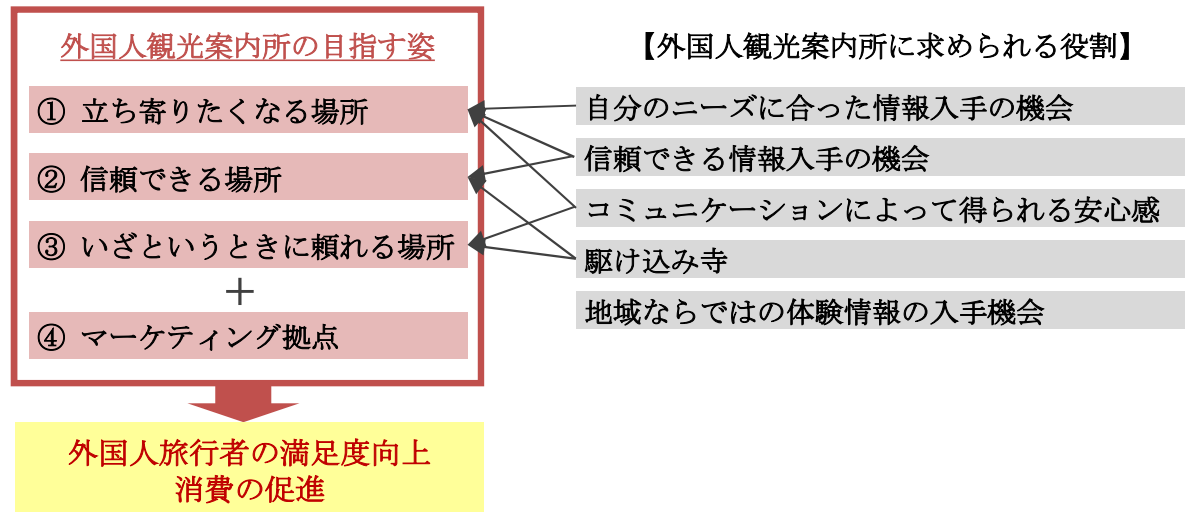 外国人観光案内所の目指す姿
① 立ち寄りたくなる場所
② 信頼できる場所
③ いざというときに頼れる場所
＋
④ マーケティング拠点
外国人旅行者の満足度向上
消費の促進
【外国人観光案内所に求められる役割】
自分のニーズに合った情報入手の機会
信頼できる情報入手の機会
コミュニケーションによって得られる安心感
駆け込み寺
地域ならではの体験情報の入手機会